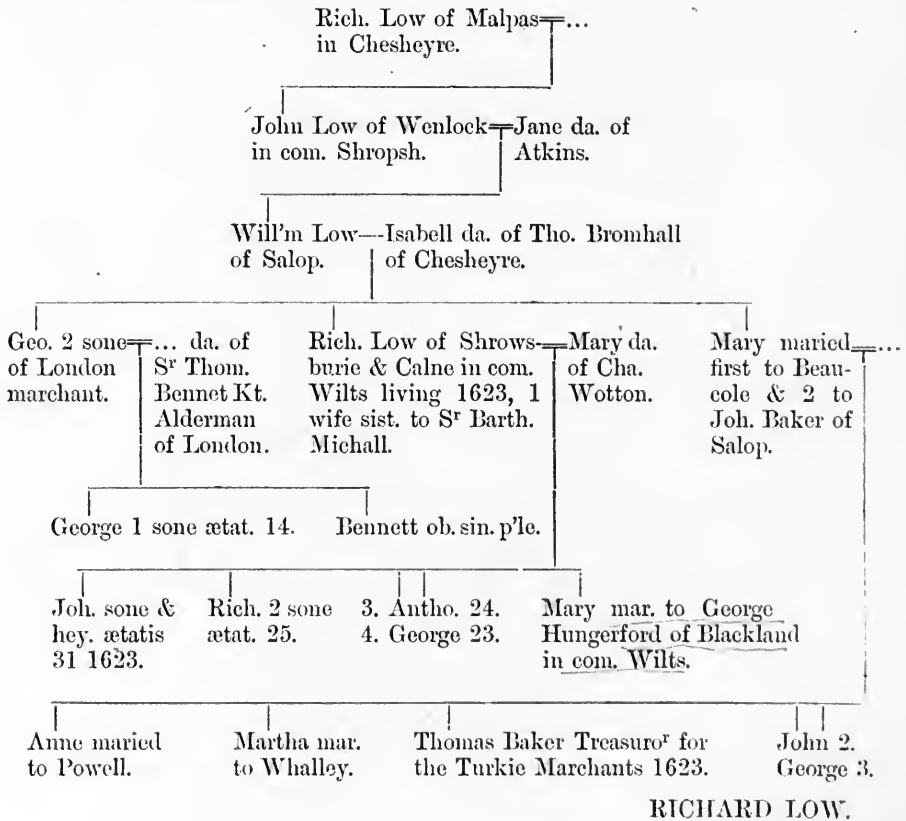 Rich. Low of Malpas=...
in Chesheyre.
John Low of Wenlock=Jane da. of
in com. Shropsh. Atkins.
Will'm Low—Isabell da. of Tho. Bromhall
of Salop. of Chesheyre.
Geo. 2 sone=... da. of
of London Sʳ Thom.
marchant. Bennet Kt.
Alderman
of London.
Rich. Low of Shrows-=Mary da.
burie & Calne in com. of Cha.
Wilts living 1623, 1 Wotton.
wife sist. to Sʳ Barth.
Michall.
Mary maried=...
first to Beau-
cole & 2 to
Joh. Baker of
Salop.
George 1 sone ætat. 14. Bennett ob. sin. p'le.
Joh. sone &
hey. ætatis
31 1623.
Rich. 2 sone
ætat. 25.
3. Antho. 24.
4. George 23.
Mary mar. to George
Hungerford of Blackland
in com. Wilts.
Anne maried
to Powell.
Martha mar.
to Whalley.
Thomas Baker Treasuroʳ for
the Turkie Marchants 1623.
John 2.
George 3.
RICHARD LOW.